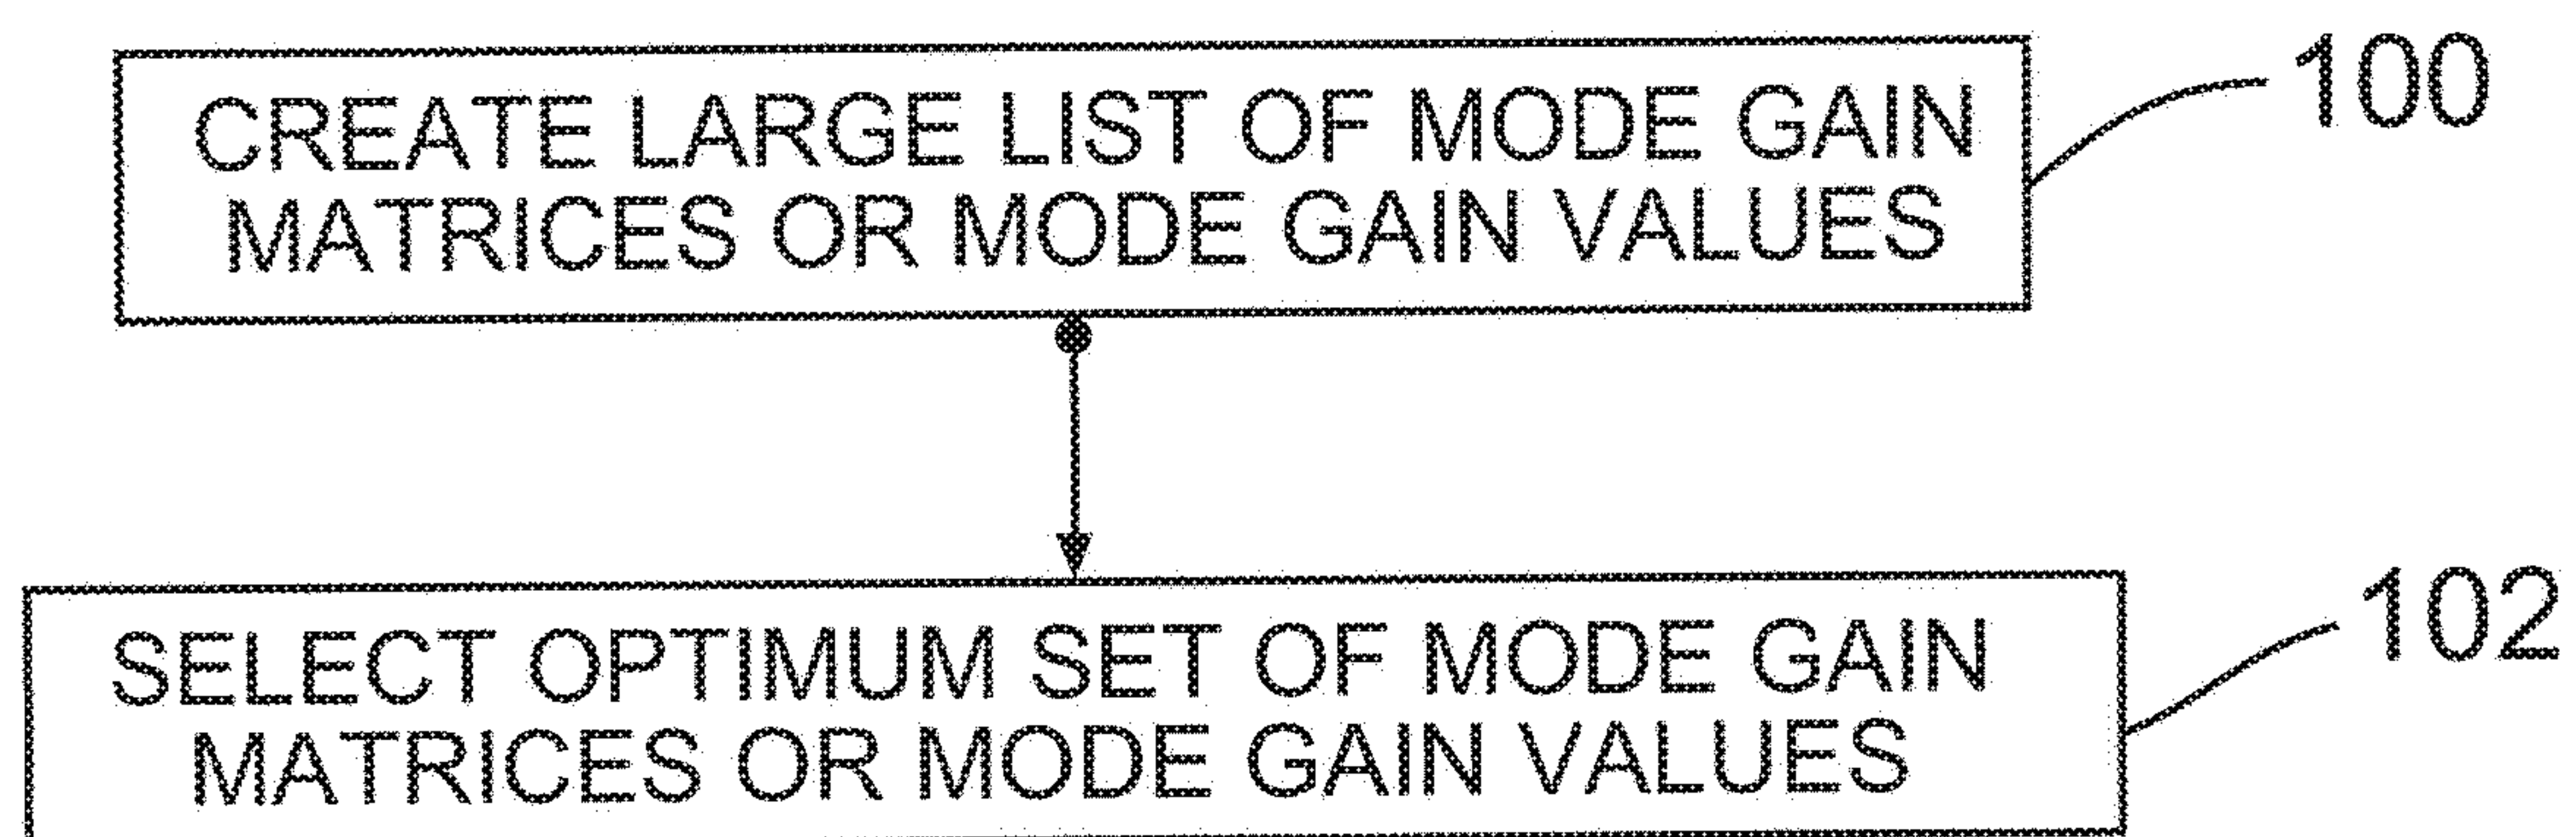 CREATE LARGE LIST OF MODE GAIN
MATRICES OR MODE GAIN VALUES
100
SELECT OPTIMUM SET OF MODE GAIN
MATRICES OR MODE GAIN VALUES
102